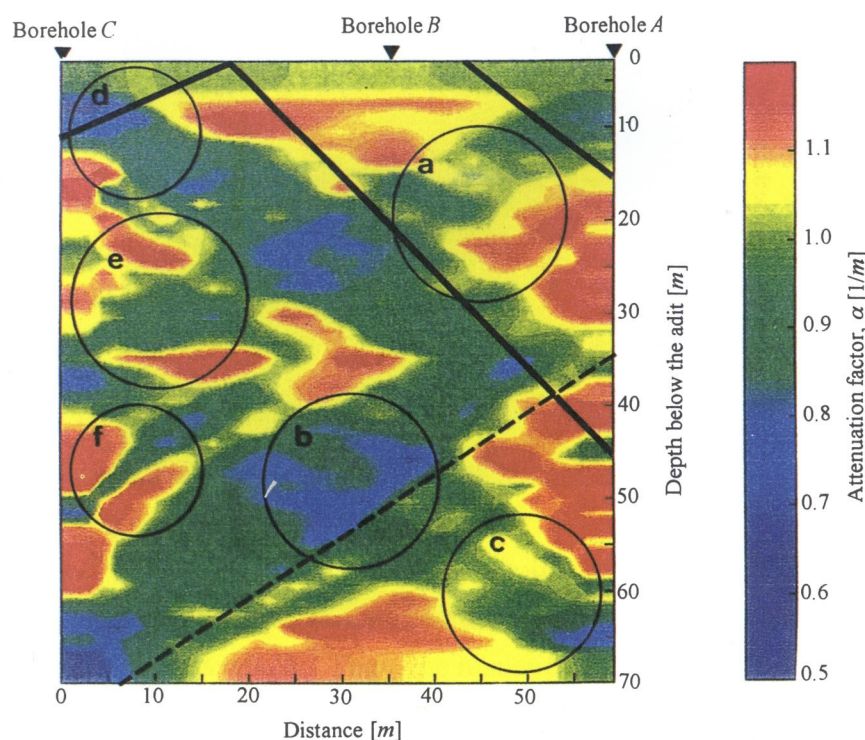 Borehole C
Borehole B
Borehole A
d
a
e
f
b
c
0
10
20
30
40
50
60
70
Depth below the adit [m]
0
10
20
30
40
50
Distance [m]
1.1
1.0
0.9
0.8
0.7
0.6
0.5
Attenuation factor, α [1/m]